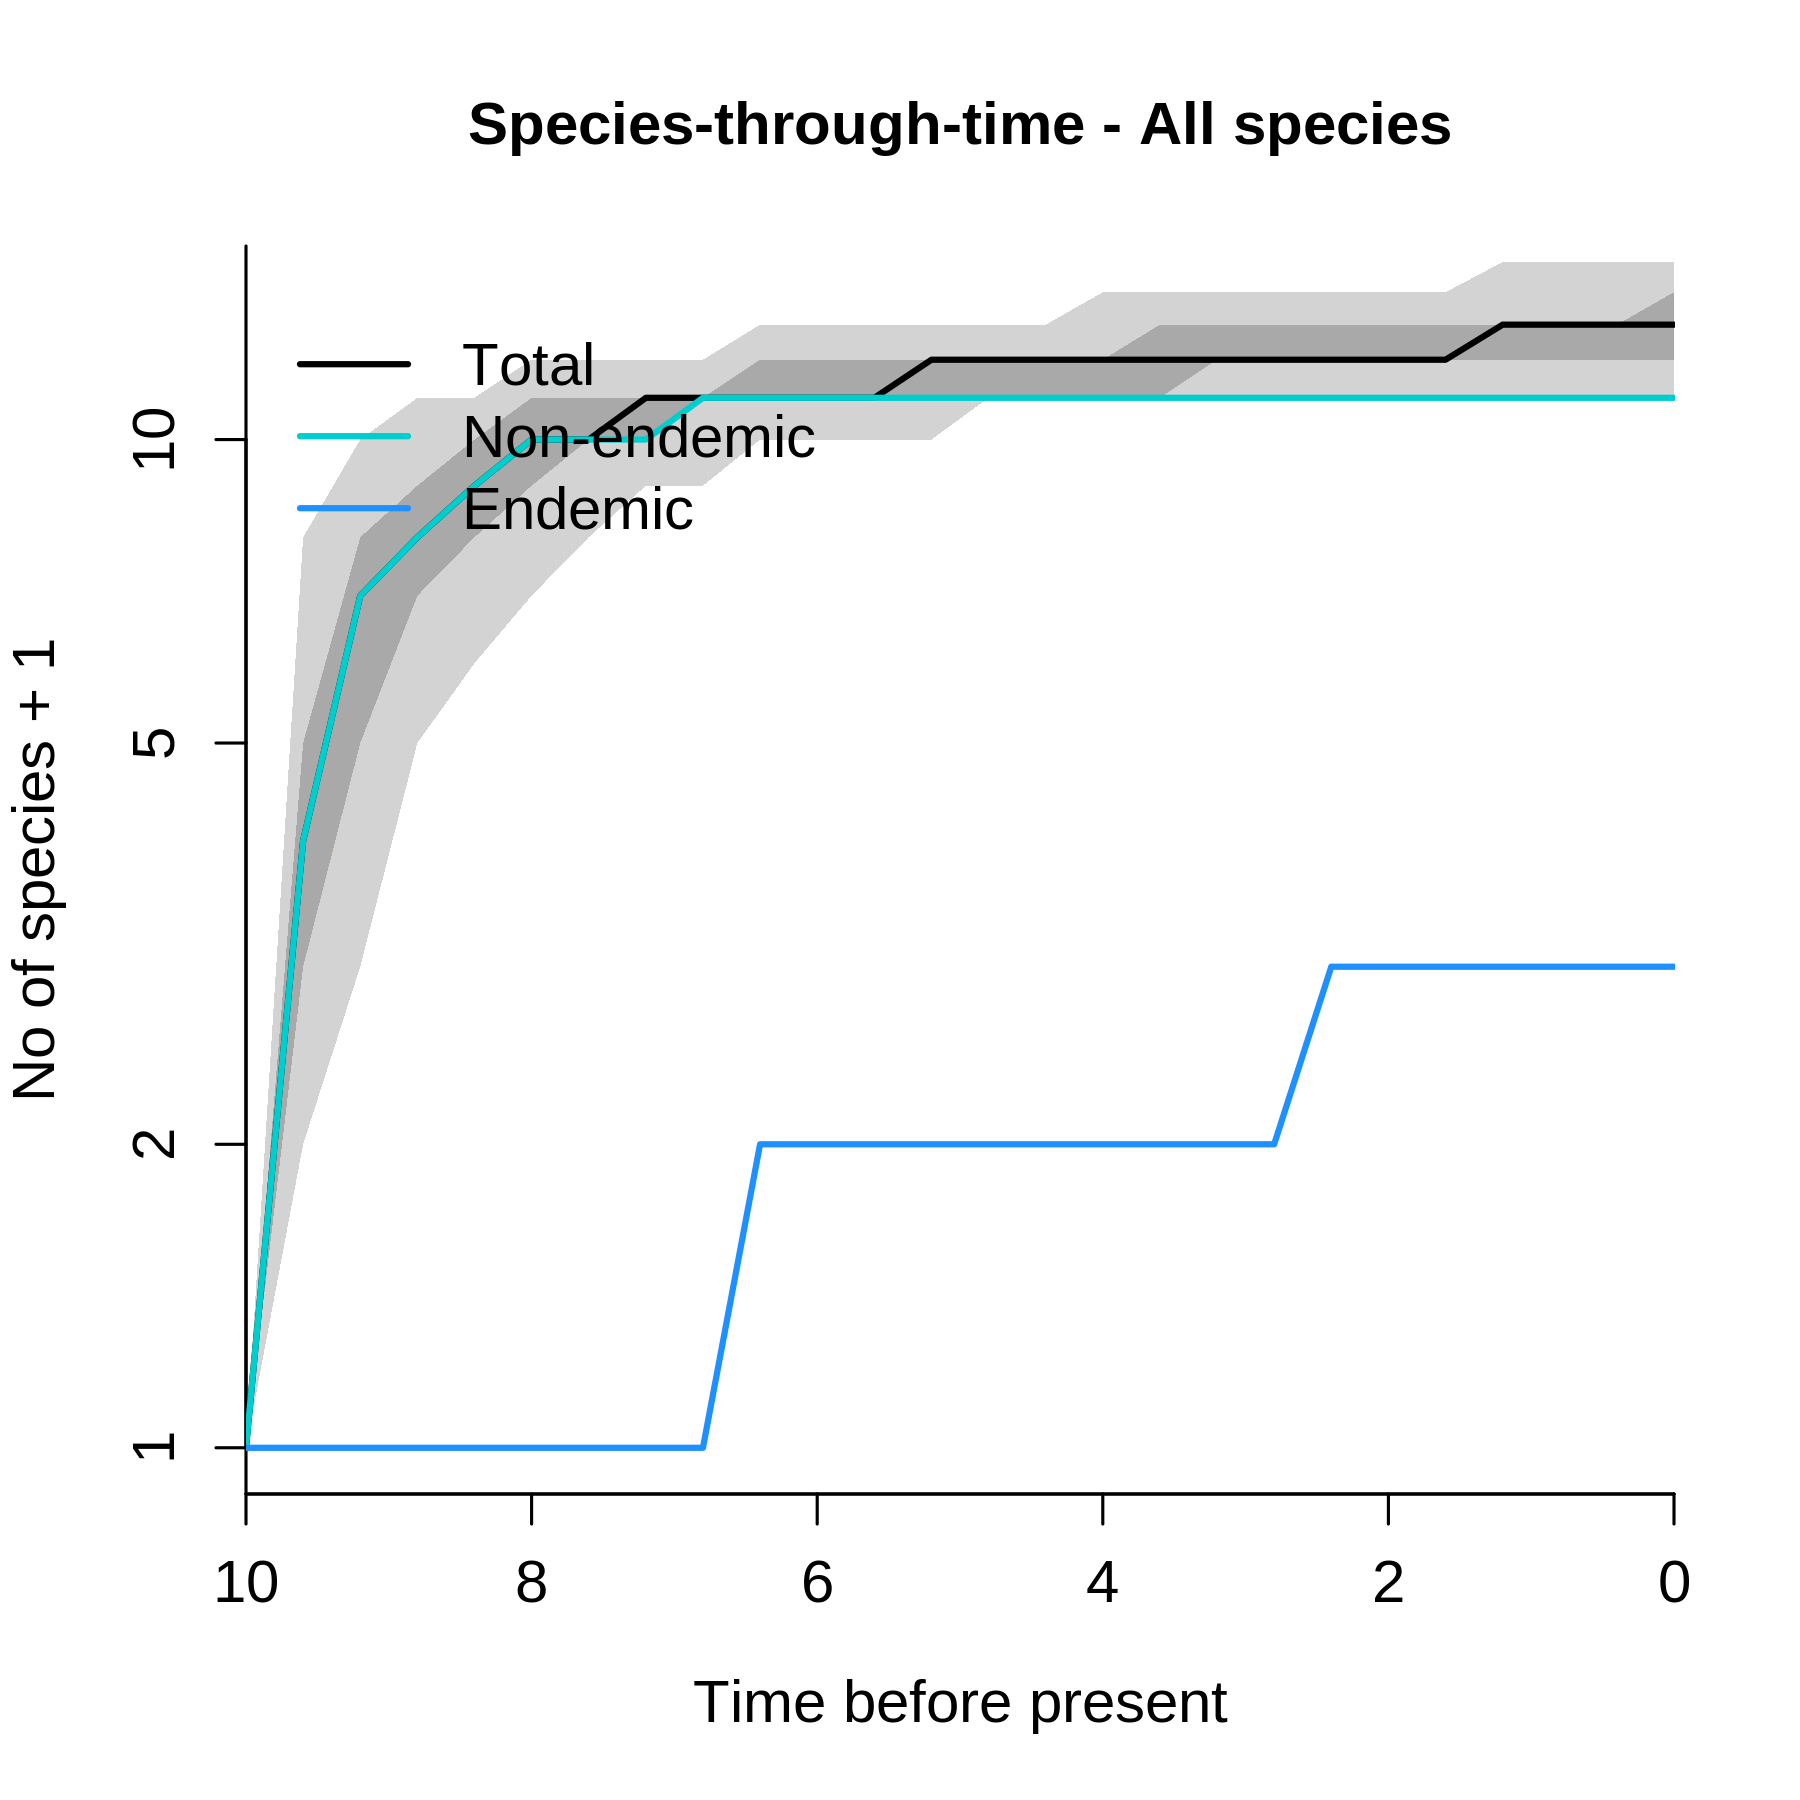 Species-through-time - All species
Total
Non-endemic
Endemic
No of species + 1
10
5
2
1
10 8 6 4 2 0
Time before present